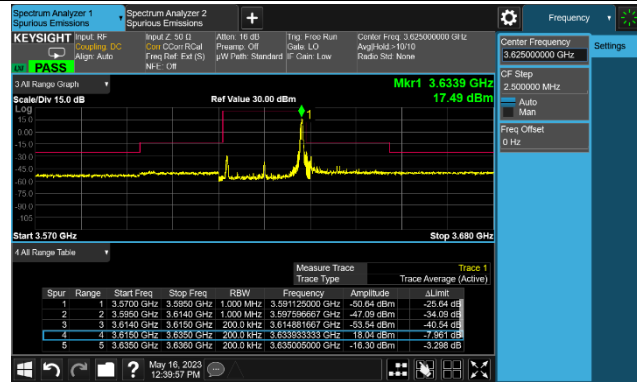 Spectrum Analyzer 1
Spurious Emissions
Spectrum Analyzer 2
Spurious Emissions
Frequency
KEYSIGHT
Input: RF
Coupling: DC
Align: Auto
Input Z: 50 Ω
Corr CCorr RCal
Freq Ref: Ext (S)
NFE: Off
Atten: 16 dB
Preamp: Off
µW Path: Standard
Trig: Free Run
Gate: LO
IF Gain: Low
Center Freq: 3.625000000 GHz
Avg|Hold:>10/10
Radio Std: None
PASS
3 All Range Graph
Mkr1 3.6339 GHz
17.49 dBm
Scale/Div 15.0 dB
Ref Value 30.00 dBm
Log
15.0
0.00
-15.0
-30.0
-45.0
-60.0
-75.0
-90.0
-105
1
Start 3.570 GHz
Stop 3.680 GHz
4 All Range Table
Measure Trace Trace 1
Trace Type Trace Average (Active)
Spur Range Start Freq Stop Freq RBW Frequency Amplitude ΔLimit
1 1 3.5700 GHz 3.5950 GHz 1.000 MHz 3.591125000 GHz -50.64 dBm -25.64 dB
2 2 3.5950 GHz 3.6140 GHz 1.000 MHz 3.597596667 GHz -47.09 dBm -34.09 dB
3 3 3.6140 GHz 3.6150 GHz 200.0 kHz 3.614881667 GHz -53.54 dBm -40.54 dB
4 4 3.6150 GHz 3.6350 GHz 200.0 kHz 3.633933333 GHz 18.04 dBm -7.961 dB
5 5 3.6350 GHz 3.6360 GHz 200.0 kHz 3.635005000 GHz -16.30 dBm -3.298 dB
May 16, 2023
12:39:57 PM
Center Frequency
3.625000000 GHz
CF Step
2.500000 MHz
Auto
Man
Freq Offset
0 Hz
Settings